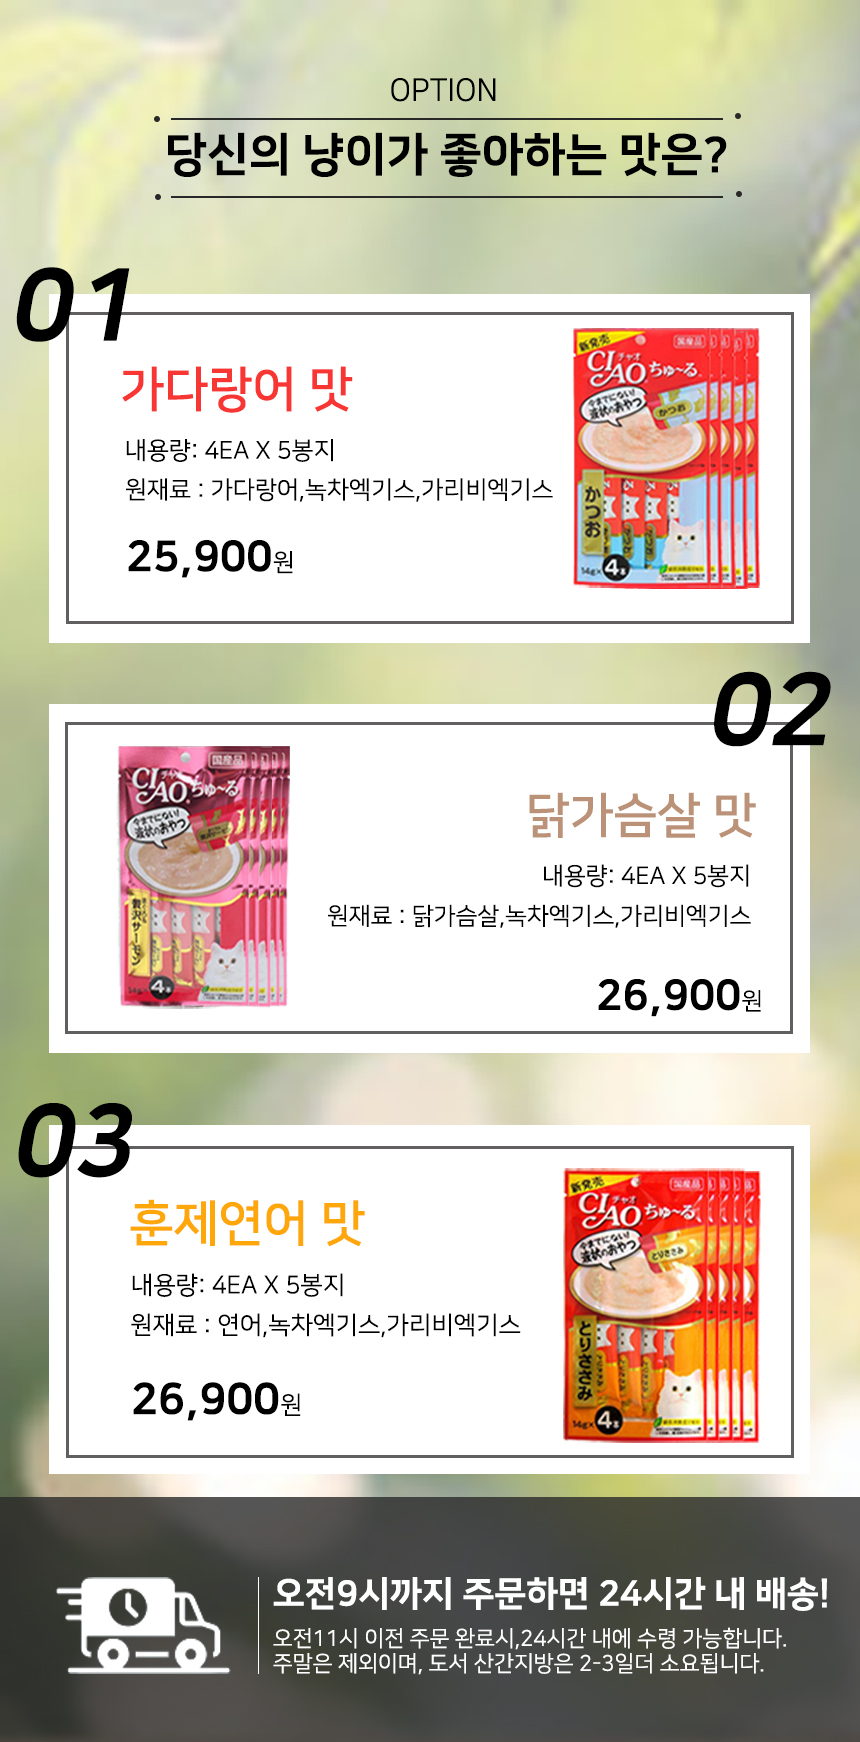 OPTION
당신의 냥이가 좋아하는 맛은?
01
가다랑어 맛
내용량: 4EA X 5봉지
원재료 : 가다랑어,녹차엑기스,가리비엑기스
25,900원
新発売
国産品
CIAO チャオ ちゅ〜る
今までにない!
液状のおやつ
かつお
かつお
14g×4本
02
닭가슴살 맛
내용량: 4EA X 5봉지
원재료 : 닭가슴살,녹차엑기스,가리비엑기스
26,900원
国産品
CIAO チャオ ちゅ〜る
今までにない!
液状のおやつ
贅沢サーモン
14g×4本
03
훈제연어 맛
내용량: 4EA X 5봉지
원재료 : 연어,녹차엑기스,가리비엑기스
26,900원
新発売
国産品
CIAO チャオ ちゅ〜る
今までにない!
液状のおやつ
とりささみ
とりささみ
14g×4本
오전9시까지 주문하면 24시간 내 배송!
오전11시 이전 주문 완료시,24시간 내에 수령 가능합니다.
주말은 제외이며, 도서 산간지방은 2-3일더 소요됩니다.